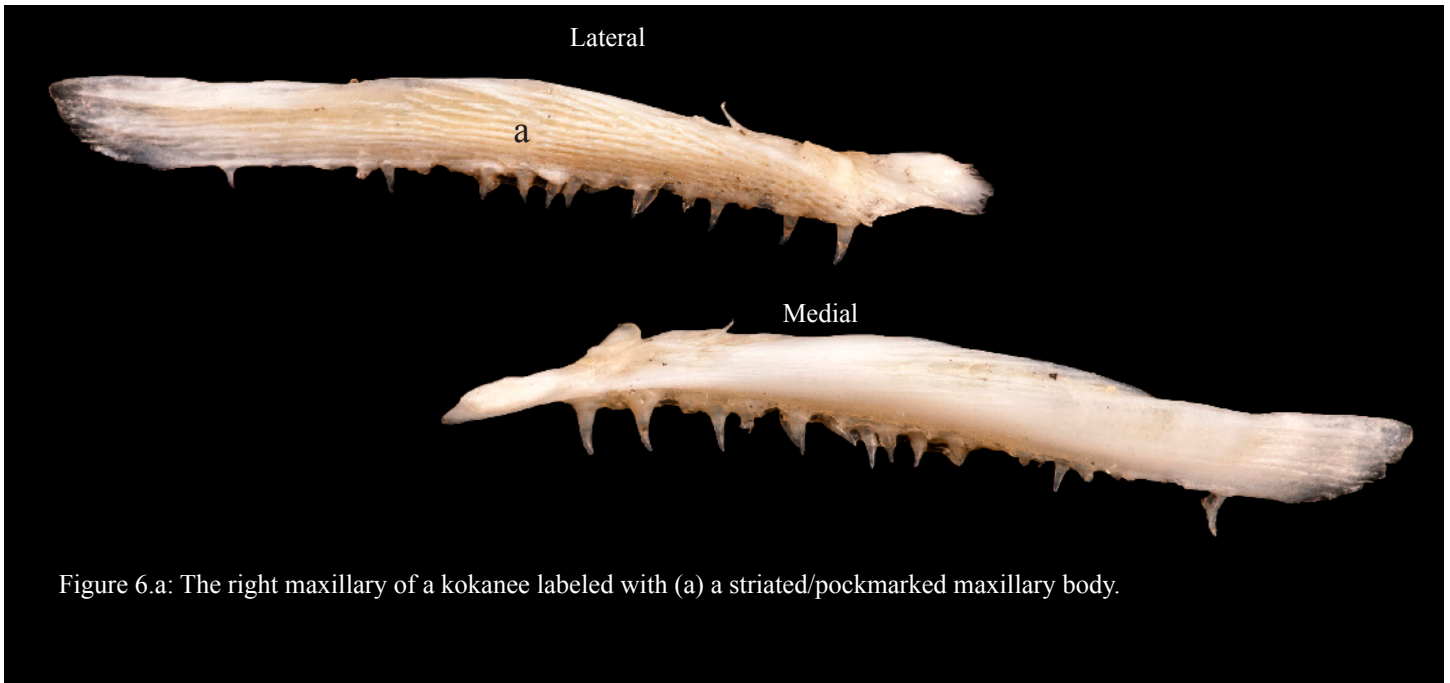 Lateral
a
Medial
Figure 6.a: The right maxillary of a kokanee labeled with (a) a striated/pockmarked maxillary body.